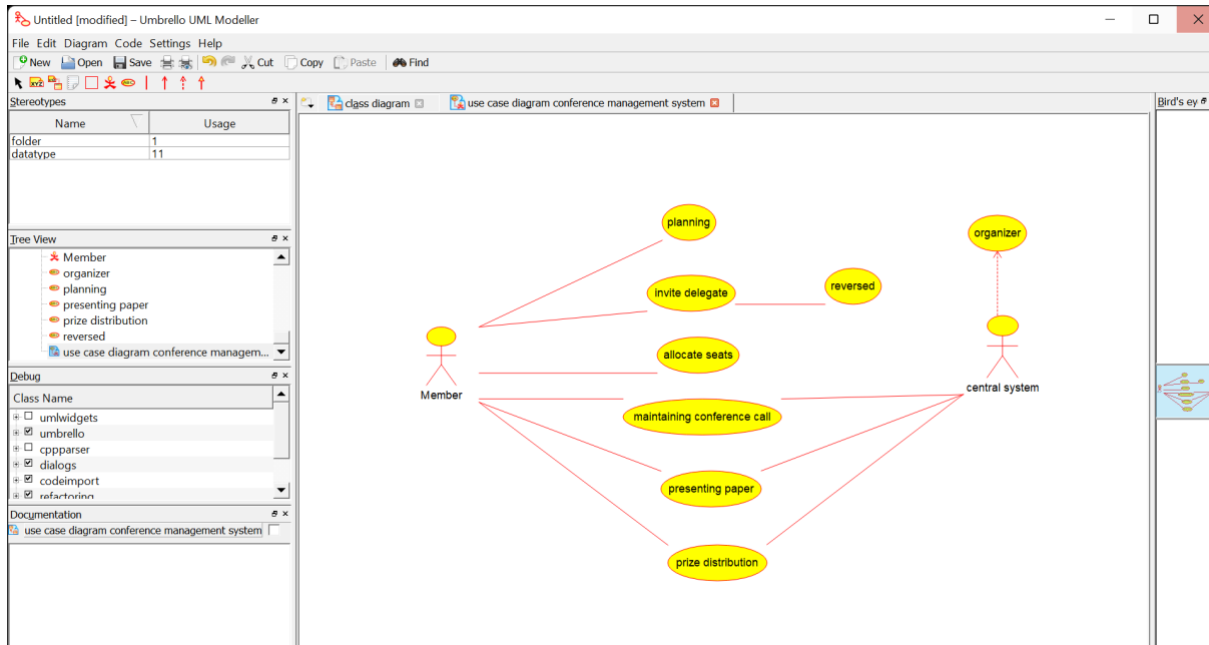 Untitled [modified] – Umbrello UML Modeller
File Edit Diagram Code Settings Help
New Open Save Cut Copy Paste Find
XYZ
Stereotypes
Name Usage
folder 1
datatype 11
Tree View
Member
organizer
planning
presenting paper
prize distribution
reversed
use case diagram conference managem...
Debug
Class Name
umlwidgets
umbrello
cppparser
dialogs
codeimport
refactoring
Documentation
use case diagram conference management system
class diagram
use case diagram conference management system
Bird's ey
planning
organizer
invite delegate
reversed
allocate seats
Member
central system
maintaining conference call
presenting paper
prize distribution